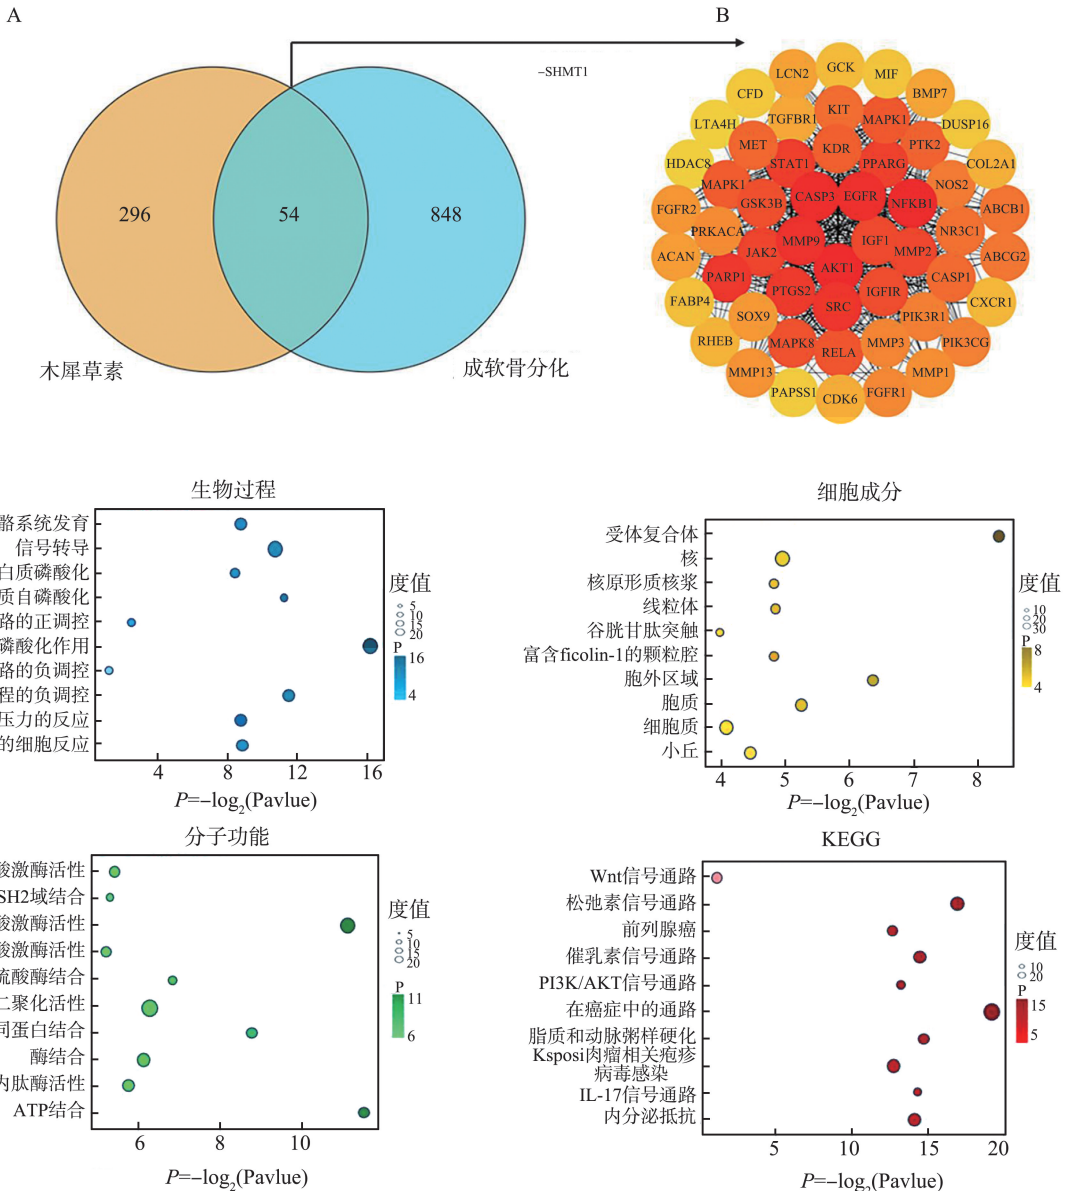 A
B
-SHMT1
296
54
848
木犀草素
成软骨分化
LCN2
GCK
MIF
CFD
BMP7
LTA4H
TGFBR1
KIT
MAPK1
DUSP16
HDAC8
MET
KDR
PTK2
COL2A1
STAT1
PPARG
MAPK1
GSK3B
CASP3
EGFR
NFKB1
NOS2
FGFR2
ABCB1
PRKACA
NR3C1
ACAN
JAK2
MMP9
IGF1
MMP2
ABCG2
PARP1
AKT1
CASP1
FABP4
PTGS2
SRC
IGFIR
CXCR1
RHEB
SOX9
PIK3R1
PIK3CG
MAPK8
RELA
MMP3
MMP13
MMP1
PAPSS1
CDK6
FGFR1
生物过程
骼系统发育
信号转导
白质磷酸化
质自磷酸化
路的正调控
磷酸化作用
路的负调控
程的负调控
压力的反应
的细胞反应
4 8 12 16
P=-log2(Pavlue)
度值
5
10
15
20
P
16
4
细胞成分
受体复合体
核
核原形质核浆
线粒体
谷胱甘肽突触
富含ficolin-1的颗粒腔
胞外区域
胞质
细胞质
小丘
4 5 6 7 8
P=-log2(Pavlue)
度值
10
20
30
P
8
4
分子功能
酸激酶活性
SH2域结合
酸激酶活性
酸激酶活性
硫酸酶结合
二聚化活性
同蛋白结合
酶结合
内肽酶活性
ATP结合
6 8 10
P=-log2(Pavlue)
度值
5
10
15
20
P
11
6
KEGG
Wnt信号通路
松弛素信号通路
前列腺癌
催乳素信号通路
PI3K/AKT信号通路
在癌症中的通路
脂质和动脉粥样硬化
Ksposi肉瘤相关疱疹
病毒感染
IL-17信号通路
内分泌抵抗
5 10 15 20
P=-log2(Pavlue)
度值
10
20
P
15
5